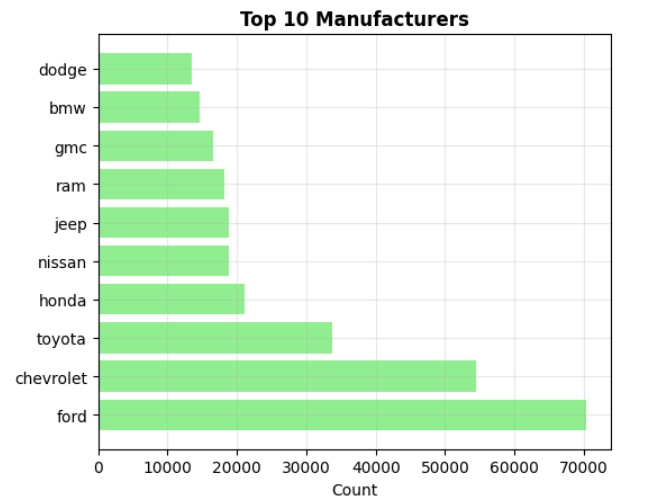 Top 10 Manufacturers
dodge
bmw
gmc
ram
jeep
nissan
honda
toyota
chevrolet
ford
0 10000 20000 30000 40000 50000 60000 70000
Count